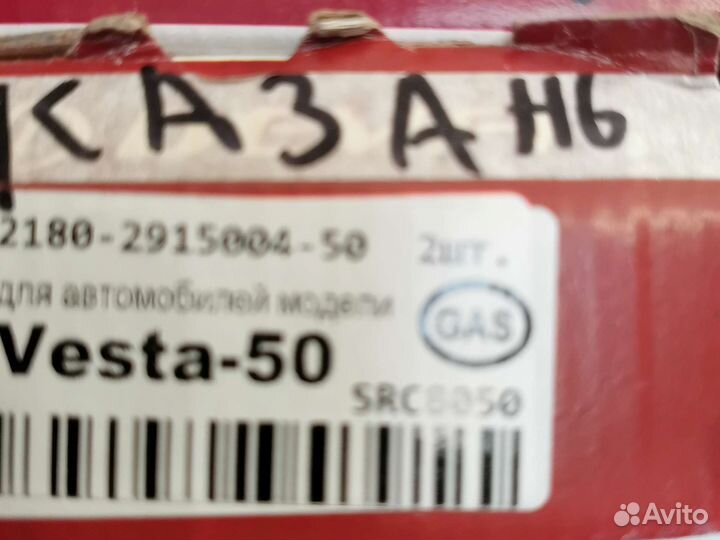 КАЗАНЬ
2180-2915004-50 2шт.
для автомобилей модели
GAS
Vesta-50
SRC8050
Avito